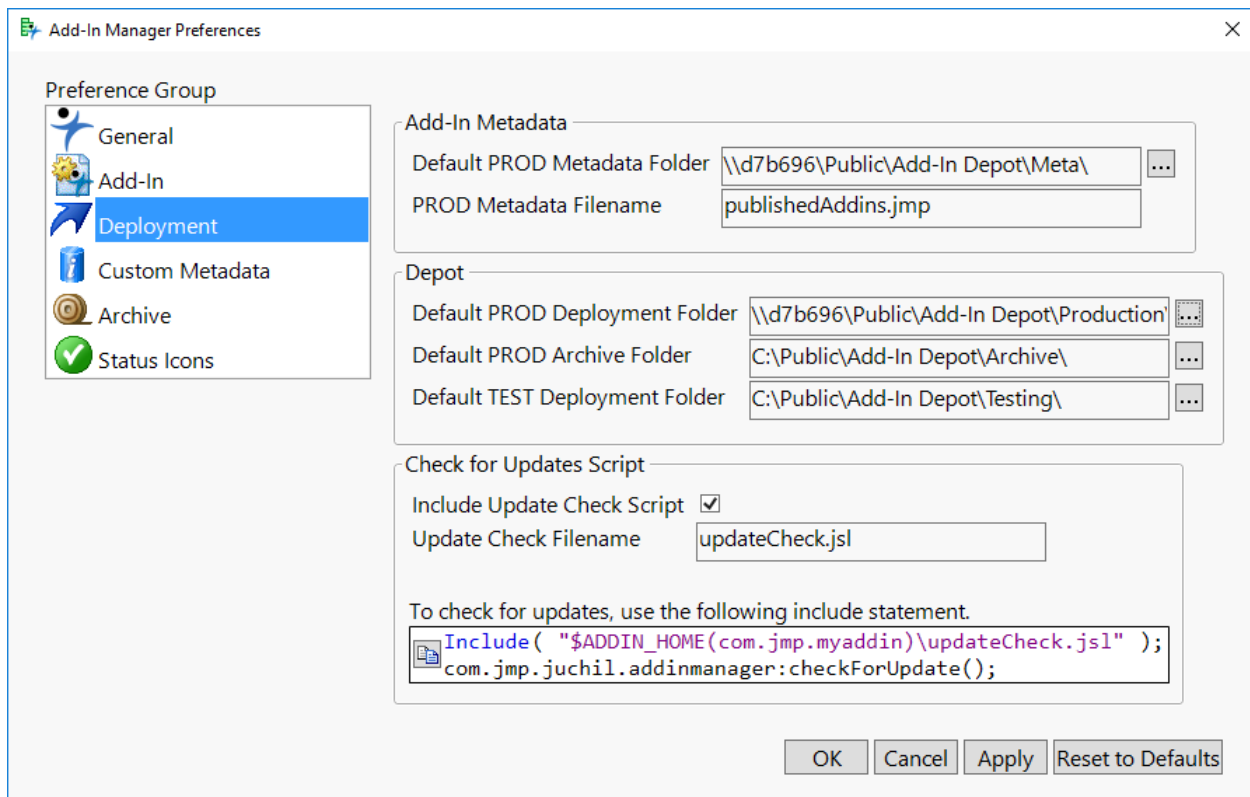 Add-In Manager Preferences
Preference Group
General
Add-In
Deployment
Custom Metadata
Archive
Status Icons
Add-In Metadata
Default PROD Metadata Folder \\d7b696\Public\Add-In Depot\Meta\ ...
PROD Metadata Filename publishedAddins.jmp
Depot
Default PROD Deployment Folder \\d7b696\Public\Add-In Depot\Production\ ...
Default PROD Archive Folder C:\Public\Add-In Depot\Archive\ ...
Default TEST Deployment Folder C:\Public\Add-In Depot\Testing\ ...
Check for Updates Script
Include Update Check Script
Update Check Filename updateCheck.jsl
To check for updates, use the following include statement.
Include( "$ADDIN_HOME(com.jmp.myaddin)\updateCheck.jsl" );
com.jmp.juchil.addinmanager:checkForUpdate();
OK Cancel Apply Reset to Defaults